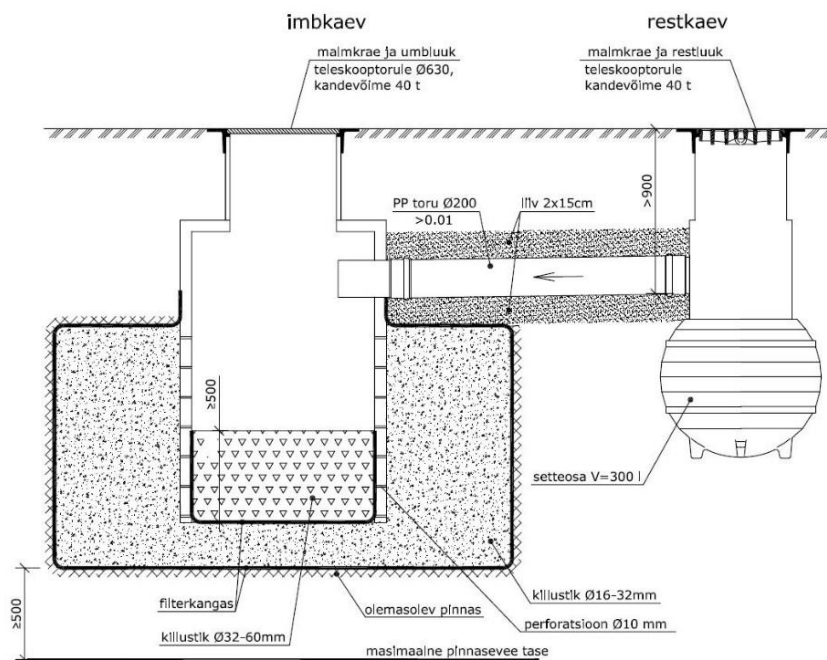 imbkaev
restkaev
malmkrae ja umbluuk
teleskooptorule Ø630,
kandevõime 40 t
malmkrae ja restluuk
teleskooptorule
kandevõime 40 t
PP toru Ø200
>0.01
liiv 2x15cm
>900
≥500
setteosa V=300 l
filterkangas
killustik Ø32-60mm
olemasolev pinnas
killustik Ø16-32mm
perforatsioon Ø10 mm
≥500
masimaalne pinnasevee tase